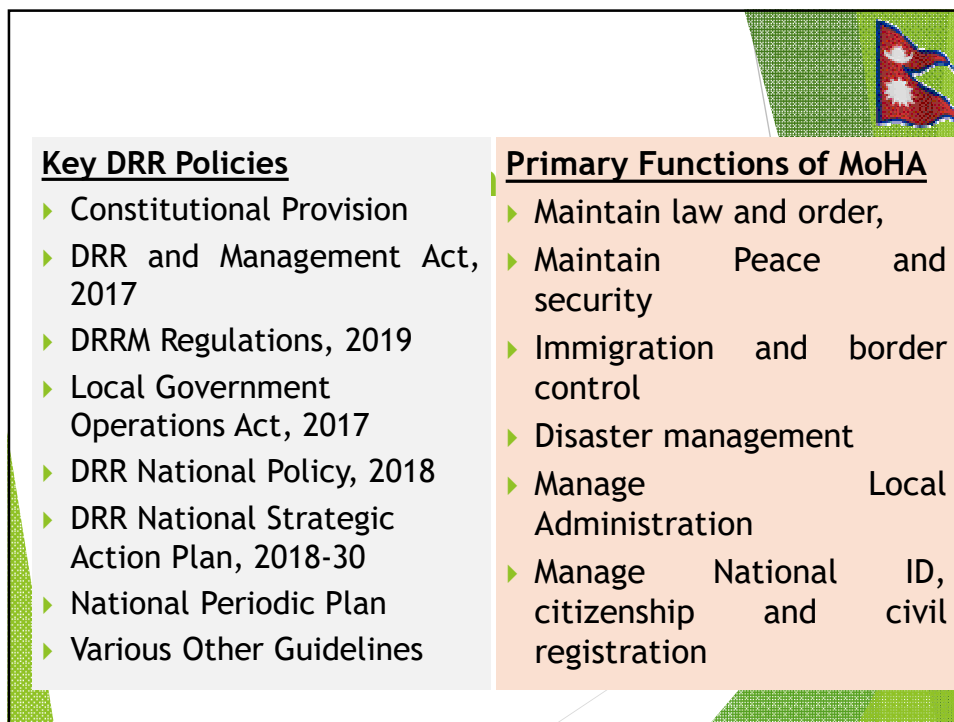 Key DRR Policies
Constitutional Provision
DRR and Management Act,
2017
DRRM Regulations, 2019
Local Government
Operations Act, 2017
DRR National Policy, 2018
DRR National Strategic
Action Plan, 2018-30
National Periodic Plan
Various Other Guidelines
Primary Functions of MoHA
Maintain law and order,
Maintain Peace and
security
Immigration and border
control
Disaster management
Manage Local
Administration
Manage National ID,
citizenship and civil
registration